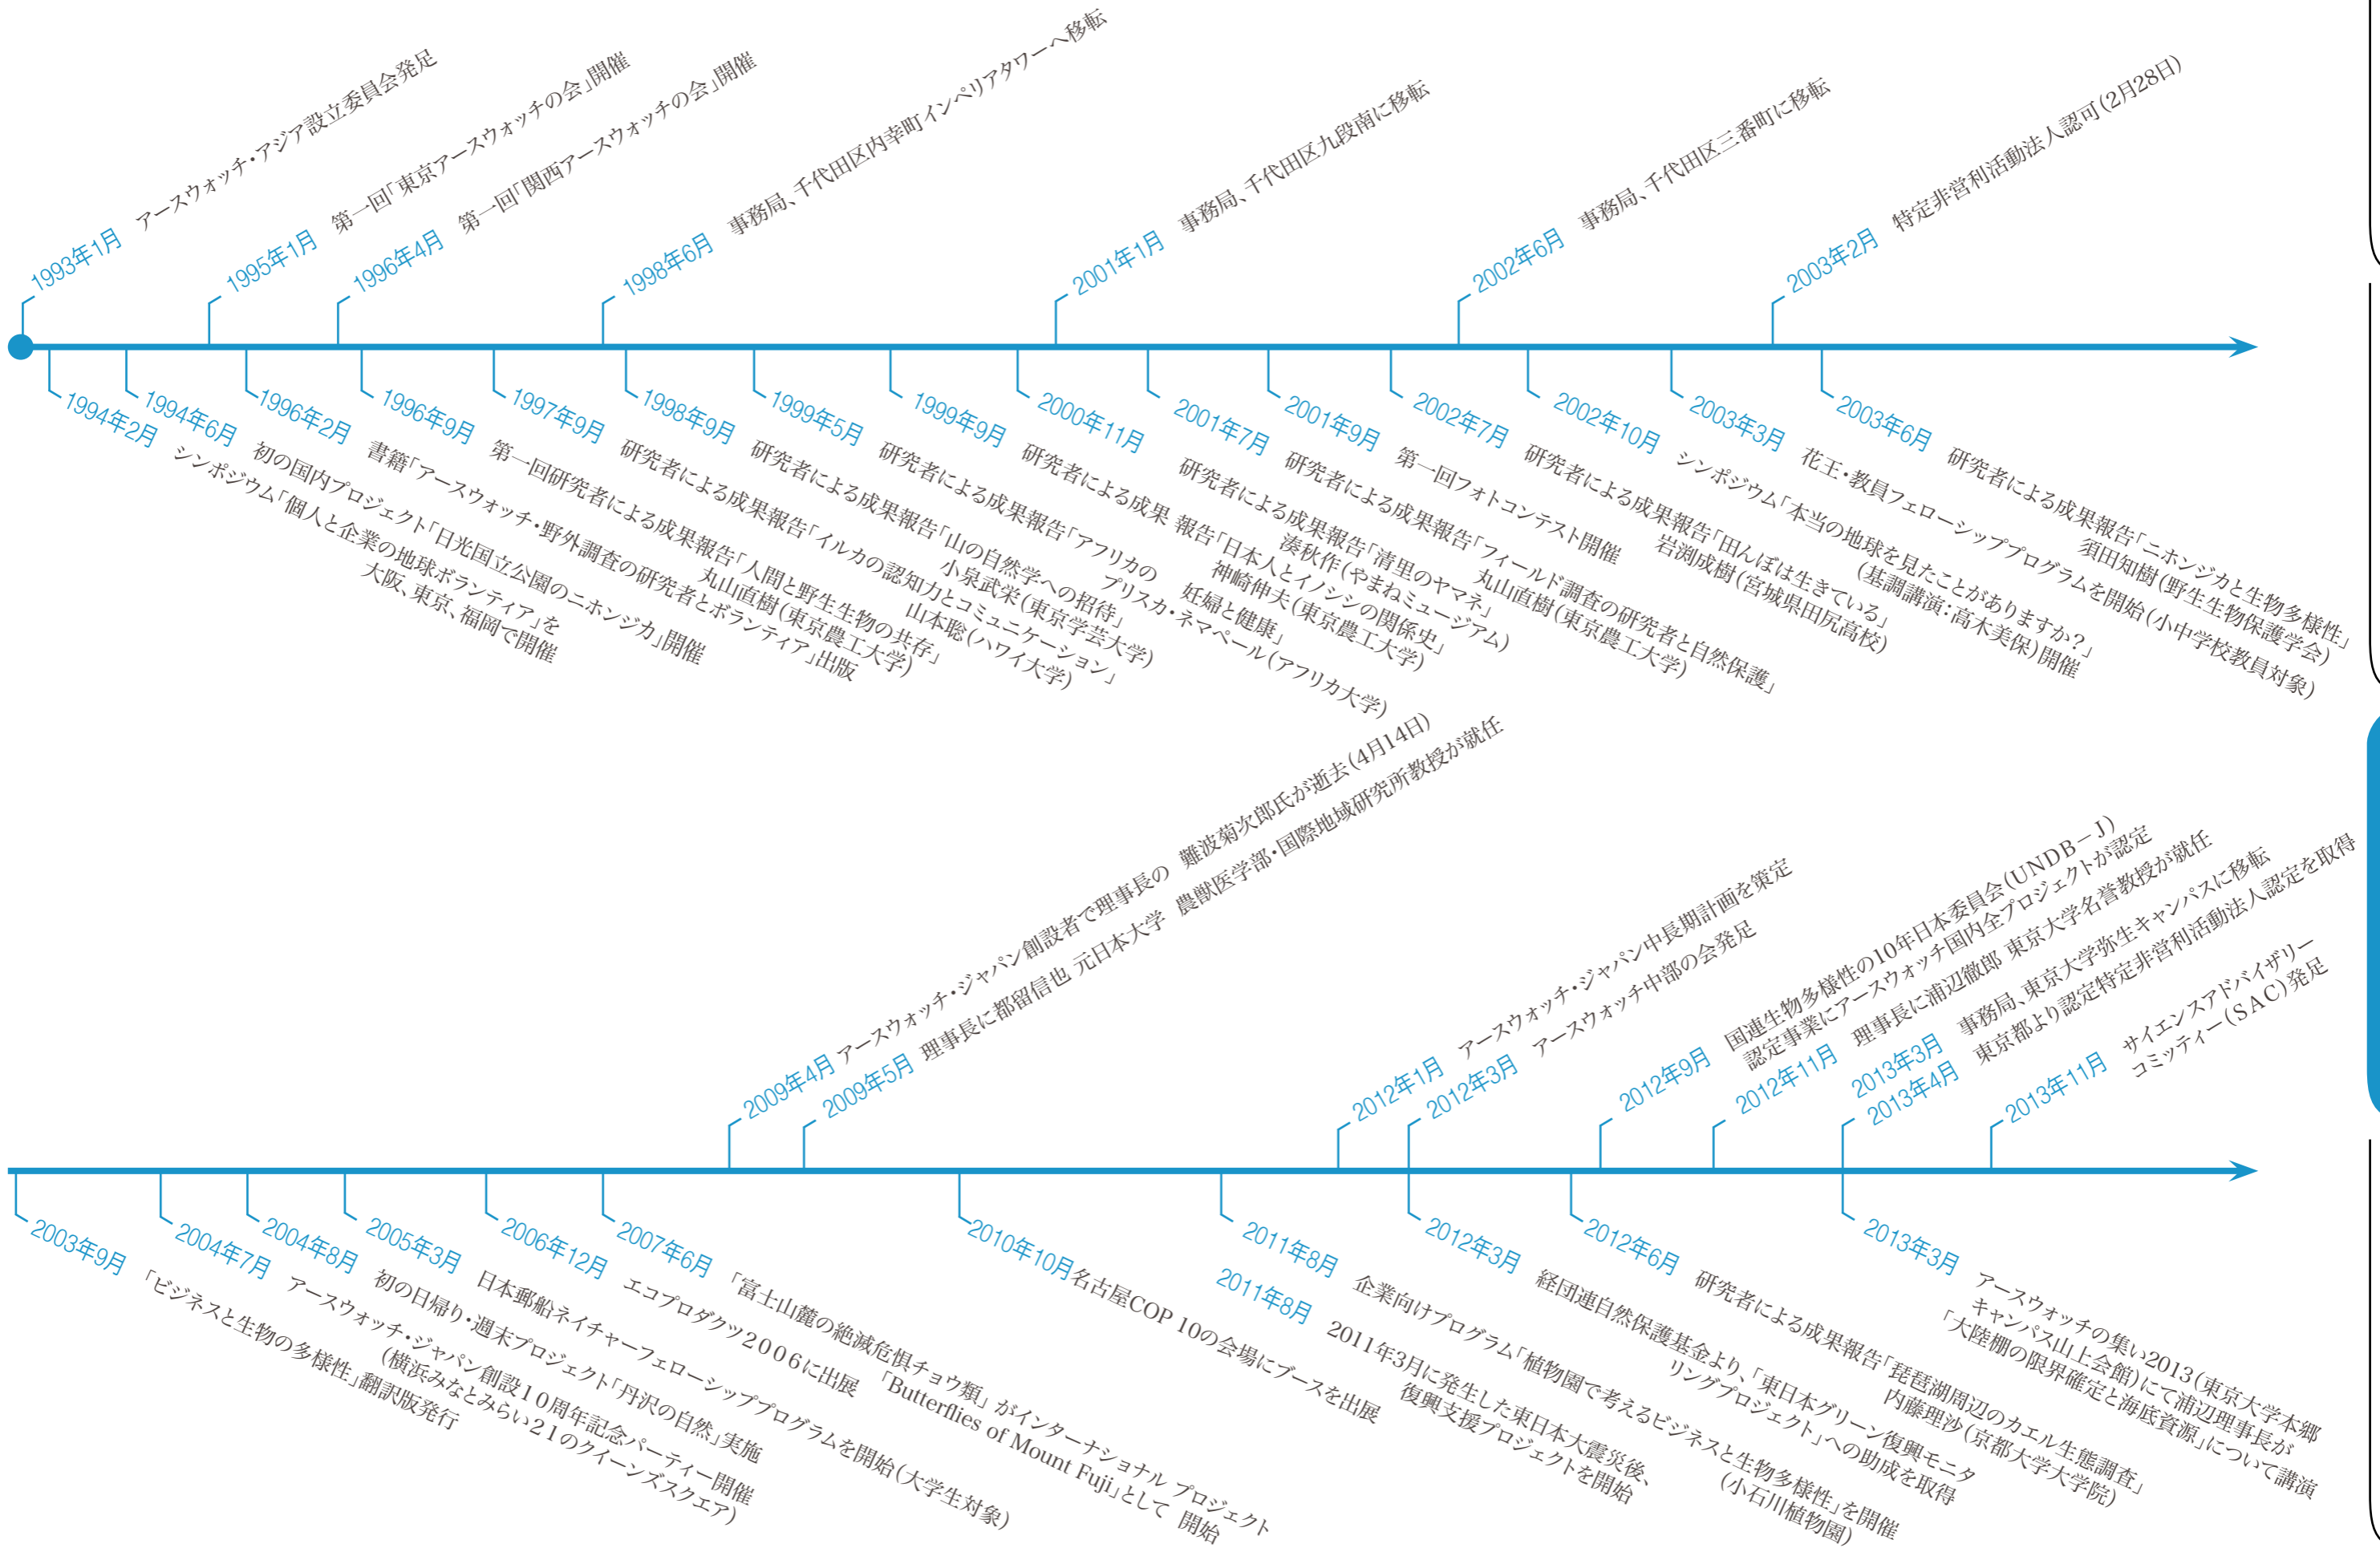 1993年1月
アースウォッチ・アジア設立委員会発足
1995年1月
第一回「東京アースウォッチの会」開催
1996年4月
第一回「関西アースウォッチの会」開催
1998年6月
事務局、千代田区内幸町インペリアタワーへ移転
2001年1月
事務局、千代田区九段南に移転
2002年6月
事務局、千代田区三番町に移転
2003年2月
特定非営利活動法人認可(2月28日)
1994年2月
シンポジウム「個人と企業の地球ボランティア」を
大阪、東京、福岡で開催
1994年6月
初の国内プロジェクト「日光国立公園のニホンジカ」開催
1996年2月
書籍「アースウォッチ・野外調査の研究者とボランティア」出版
1996年9月
第一回研究者による成果報告「人間と野生生物の共存」
丸山直樹(東京農工大学)
1997年9月
研究者による成果報告「イルカの認知力とコミュニケーション」
山本聡(ハワイ大学)
1998年9月
研究者による成果報告「山の自然学への招待」
小泉武栄(東京学芸大学)
1999年5月
研究者による成果報告「アフリカの 妊婦と健康」
プリスカ・ネマペール(アフリカ大学)
1999年9月
研究者による成果 報告「日本人とイノシシの関係史」
神崎伸夫(東京農工大学)
2000年11月
研究者による成果報告「清里のヤマネ」
湊秋作(やまねミュージアム)
2001年7月
研究者による成果報告「フィールド調査の研究者と自然保護」
丸山直樹(東京農工大学)
2001年9月
第一回フォトコンテスト開催
2002年7月
研究者による成果報告「田んぼは生きている」
岩渕成樹(宮城県田尻高校)
2002年10月
シンポジウム「本当の地球を見たことがありますか?」
(基調講演:高木美保)開催
2003年3月
花王・教員フェローシッププログラムを開始(小中学校教員対象)
2003年6月
研究者による成果報告「ニホンジカと生物多様性」
須田知樹(野生生物保護学会)
2009年4月
アースウォッチ・ジャパン創設者で理事長の 難波菊次郎氏が逝去(4月14日)
2009年5月
理事長に都留信也 元日本大学 農獣医学部・国際地域研究所教授が就任
2012年1月
アースウォッチ・ジャパン中長期計画を策定
2012年3月
アースウォッチ中部の会発足
2012年9月
国連生物多様性の10年日本委員会(UNDB-J)
認定事業にアースウォッチ国内全プロジェクトが認定
2012年11月
理事長に浦辺徹郎 東京大学名誉教授が就任
2013年3月
事務局、東京大学弥生キャンパスに移転
2013年4月
東京都より認定特定非営利活動法人認定を取得
2013年11月
サイエンスアドバイザリー
コミッティー(SAC)発足
2003年9月
「ビジネスと生物の多様性」翻訳版発行
2004年7月
アースウォッチ・ジャパン創設10周年記念パーティー開催
(横浜みなとみらい21のクイーンズスクエア)
2004年8月
初の日帰り・週末プロジェクト「丹沢の自然」実施
2005年3月
日本郵船ネイチャーフェローシッププログラムを開始(大学生対象)
2006年12月
エコプロダクツ2006に出展
2007年6月
「富士山麓の絶滅危惧チョウ類」がインターナショナル プロジェクト
「Butterflies of Mount Fuji」として 開始
2010年10月
名古屋COP 10の会場にブースを出展
2011年8月
企業向けプログラム「植物園で考えるビジネスと生物多様性」を開催
(小石川植物園)
2011年8月
2011年3月に発生した東日本大震災後、
復興支援プロジェクトを開始
2012年3月
経団連自然保護基金より、「東日本グリーン復興モニタ
リングプロジェクト」への助成を取得
2012年6月
研究者による成果報告「琵琶湖周辺のカエル生態調査」
内藤理沙(京都大学大学院)
2013年3月
アースウォッチの集い2013(東京大学本郷
キャンパス山上会館)にて浦辺理事長が
「大陸棚の限界確定と海底資源」について講演